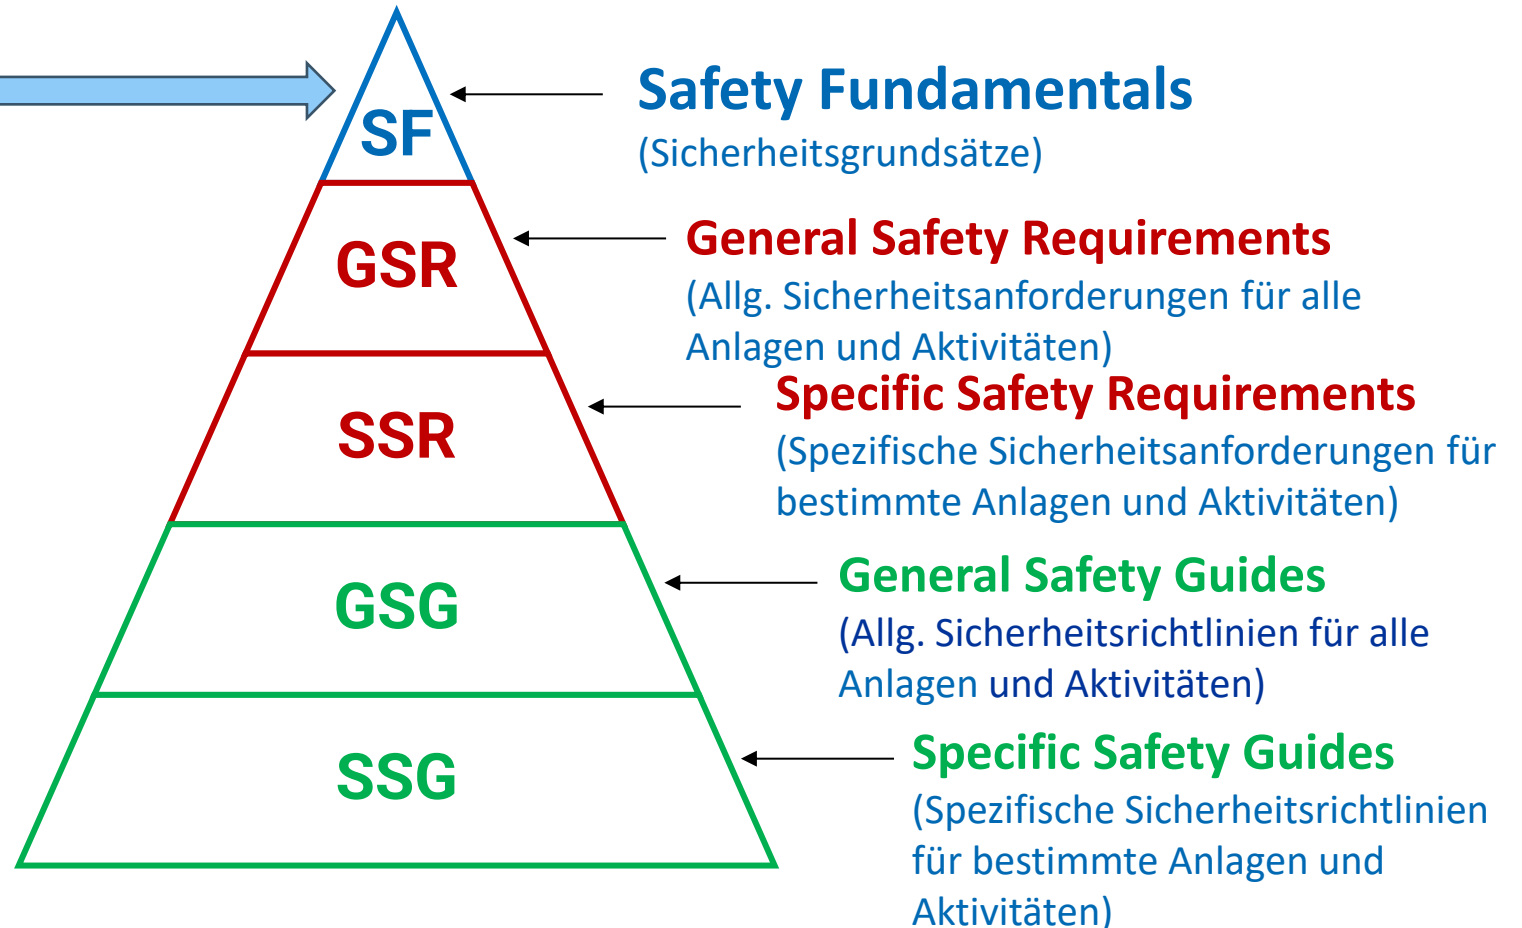 SF
Safety Fundamentals
(Sicherheitsgrundsätze)
GSR
General Safety Requirements
(Allg. Sicherheitsanforderungen für alle
Anlagen und Aktivitäten)
SSR
Specific Safety Requirements
(Spezifische Sicherheitsanforderungen für
bestimmte Anlagen und Aktivitäten)
GSG
General Safety Guides
(Allg. Sicherheitsrichtlinien für alle
Anlagen und Aktivitäten)
SSG
Specific Safety Guides
(Spezifische Sicherheitsrichtlinien
für bestimmte Anlagen und
Aktivitäten)